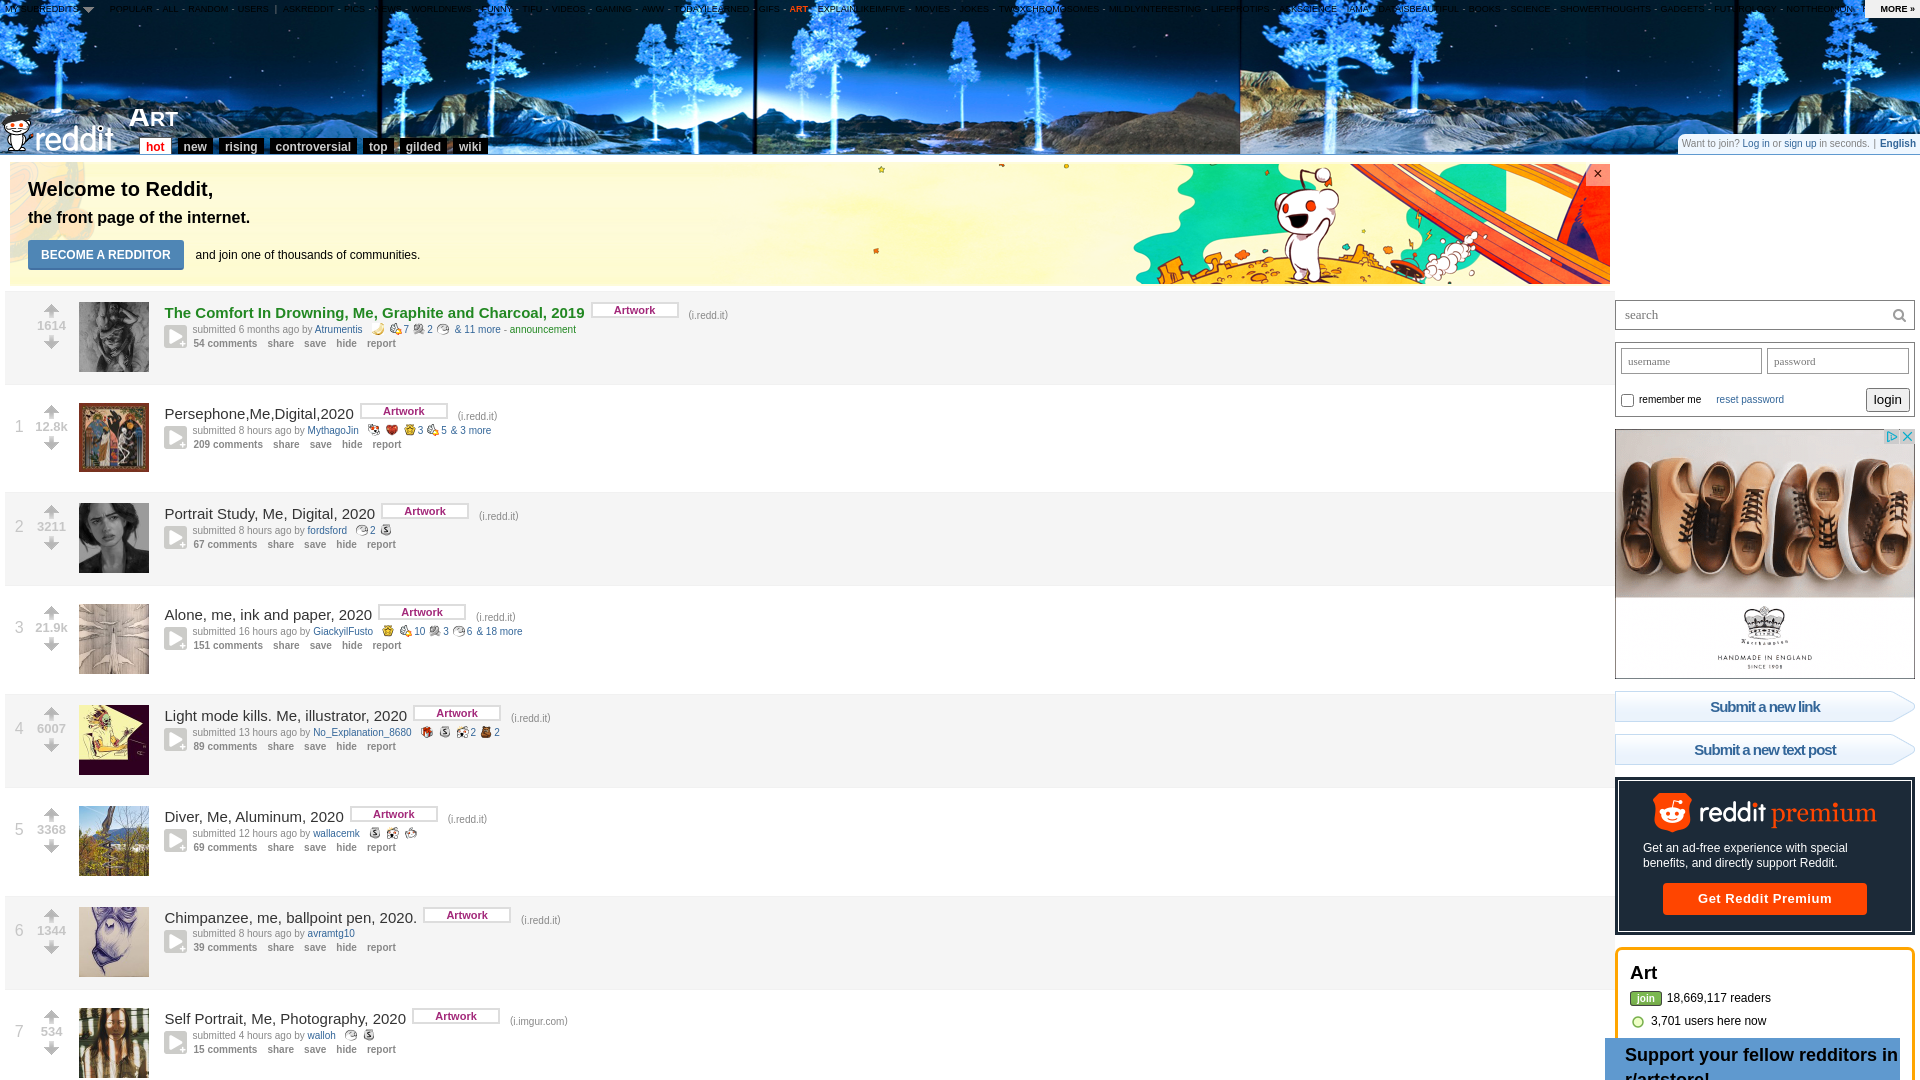 MY SUBREDDITS POPULAR - ALL - RANDOM - USERS | ASKREDDIT - PICS - NEWS - WORLDNEWS - FUNNY - TIFU - VIDEOS - GAMING - AWW - TODAYILEARNED - GIFS - ART - EXPLAINLIKEIMFIVE - MOVIES - JOKES - TWOXCHROMOSOMES - MILDLYINTERESTING - LIFEPROTIPS - ASKSCIENCE - IAMA - DATAISBEAUTIFUL - BOOKS - SCIENCE - SHOWERTHOUGHTS - GADGETS - FUTUROLOGY - NOTTHEONION MORE »
ART
reddit hot new rising controversial top gilded wiki
Want to join? Log in or sign up in seconds. | English
Welcome to Reddit,
the front page of the internet.
BECOME A REDDITOR and join one of thousands of communities.
×
1614
The Comfort In Drowning, Me, Graphite and Charcoal, 2019 Artwork (i.redd.it)
submitted 6 months ago by Atrumentis 7 2 & 11 more - announcement
54 comments share save hide report
1
12.8k
Persephone,Me,Digital,2020 Artwork (i.redd.it)
submitted 8 hours ago by MythagoJin 3 5 & 3 more
209 comments share save hide report
2
3211
Portrait Study, Me, Digital, 2020 Artwork (i.redd.it)
submitted 8 hours ago by fordsford 2
67 comments share save hide report
3
21.9k
Alone, me, ink and paper, 2020 Artwork (i.redd.it)
submitted 16 hours ago by GiackyilFusto 10 3 6 & 18 more
151 comments share save hide report
4
6007
Light mode kills. Me, illustrator, 2020 Artwork (i.redd.it)
submitted 13 hours ago by No_Explanation_8680 2 2
89 comments share save hide report
5
3368
Diver, Me, Aluminum, 2020 Artwork (i.redd.it)
submitted 12 hours ago by wallacemk
69 comments share save hide report
6
1344
Chimpanzee, me, ballpoint pen, 2020. Artwork (i.redd.it)
submitted 8 hours ago by avramtg10
39 comments share save hide report
7
534
Self Portrait, Me, Photography, 2020 Artwork (i.imgur.com)
submitted 4 hours ago by walloh
15 comments share save hide report
search
username password
remember me reset password login
Northampton
HANDMADE IN ENGLAND
SINCE 1908
Submit a new link
Submit a new text post
reddit premium
Get an ad-free experience with special
benefits, and directly support Reddit.
Get Reddit Premium
Art
join 18,669,117 readers
3,701 users here now
Support your fellow redditors in
r/artstore!